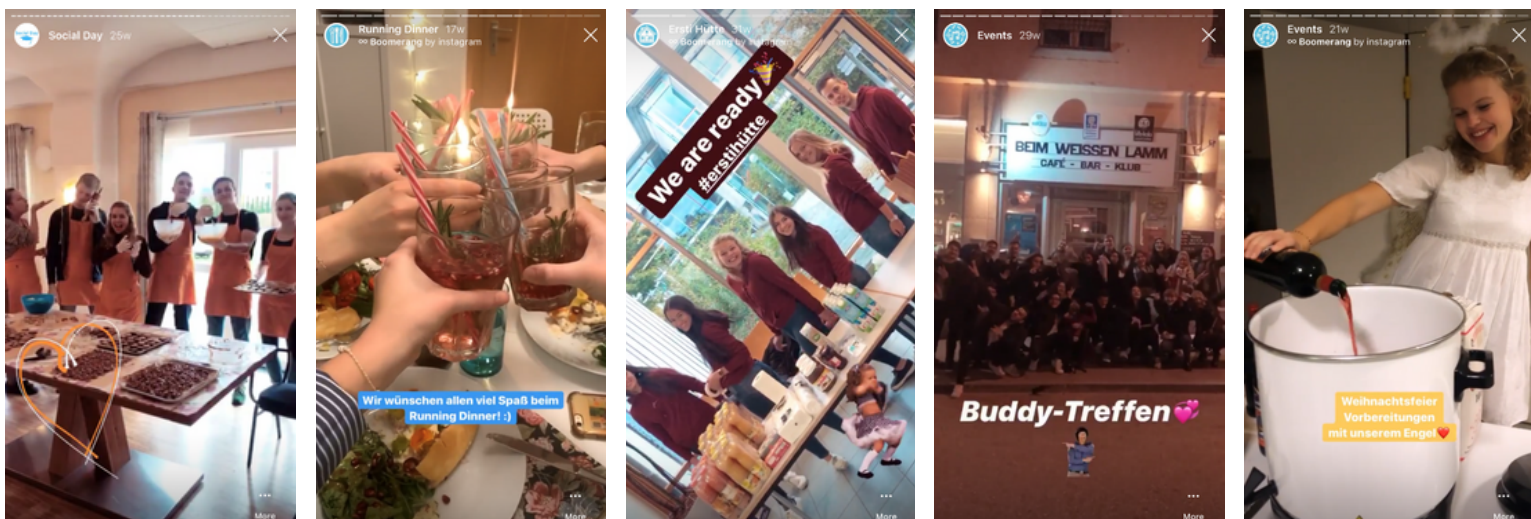 Social Day 25w
Running Dinner 17w
∞ Boomerang by instagram
Wir wünschen allen viel Spaß beim
Running Dinner! :)
Ersti Hütte 31w
∞ Boomerang by instagram
We are ready
#erstihütte
Events 29w
BEIM WEISSEN LAMM
CAFÉ - BAR - KLUB
Buddy-Treffen
Events 21w
∞ Boomerang by instagram
Weihnachtsfeier
Vorbereitungen
mit unserem Engel
More
More
More
More
More